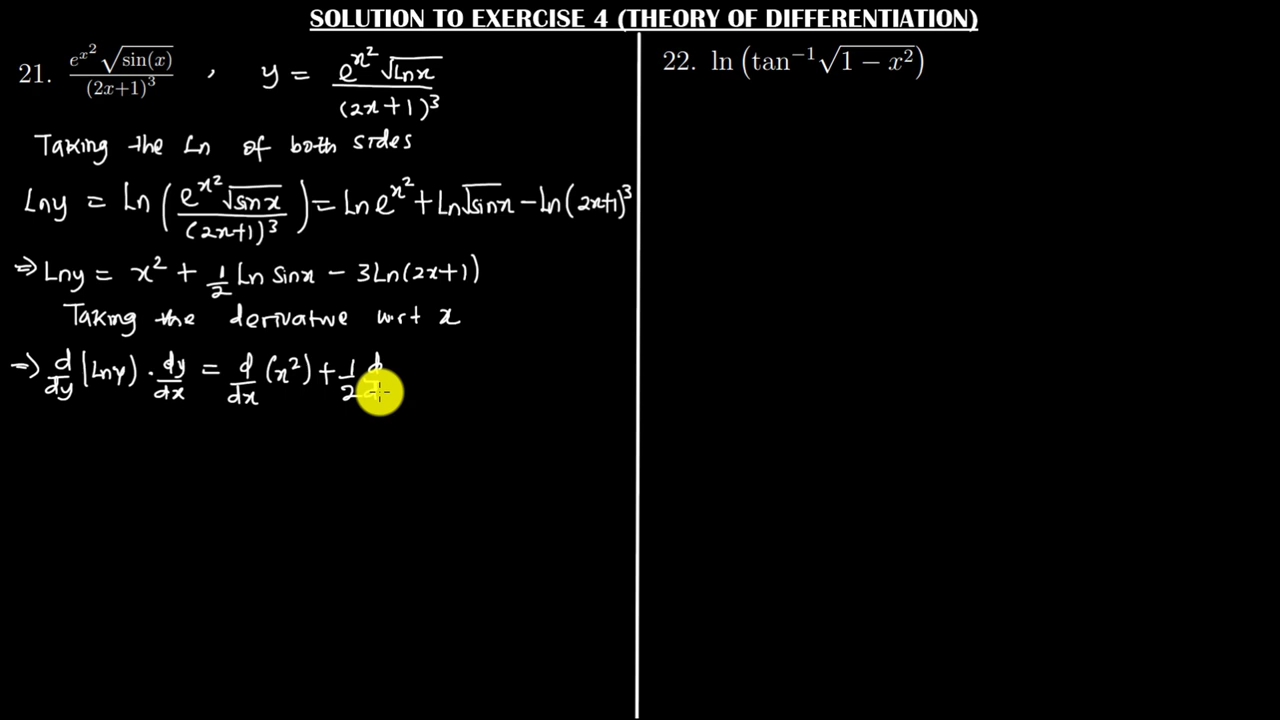 SOLUTION TO EXERCISE 4 (THEORY OF DIFFERENTIATION)
21. e^{x^2} √sin(x) / (2x+1)^3 , y = e^{x^2} √Ln x / (2x+1)^3
Taking the Ln of both sides
Lny = Ln ( e^{x^2} √sinx / (2x+1)^3 ) = Ln e^{x^2} + Ln √sinx − Ln(2x+1)^3
⇒ Lny = x^2 + 1/2 Ln Sinx − 3Ln(2x+1)
Taking the derivative wrt x
⇒ d/dy (Lny) · dy/dx = d/dx (x^2) + 1/2 d/d
22. ln (tan^{−1} √1 − x^2)